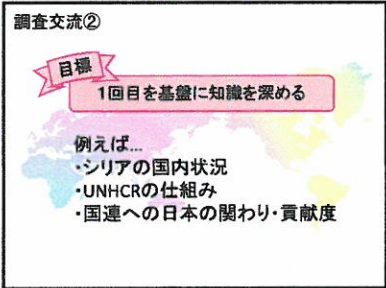 調査交流②
目標
1回目を基盤に知識を深める
例えば...
・シリアの国内状況
・UNHCRの仕組み
・国連への日本の関わり・貢献度